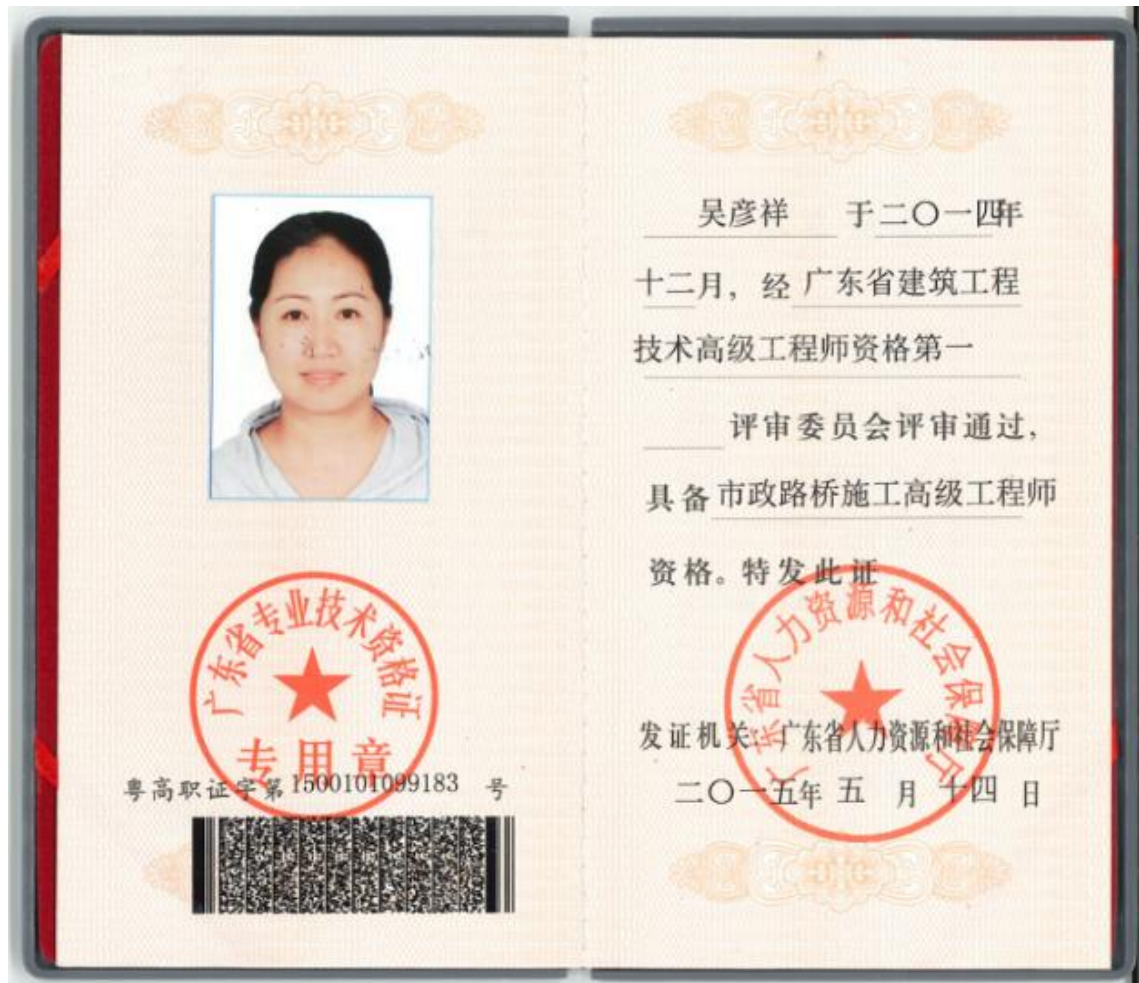 广东省专业技术资格证
专用章
粤高职证字第1500101099183号
吴彦祥 于二〇一四年
十二月，经广东省建筑工程
技术高级工程师资格第一
评审委员会评审通过，
具备市政路桥施工高级工程师
资格。特发此证
广东省人力资源和社会保障厅
发证机关：广东省人力资源和社会保障厅
二〇一五年五月十四日